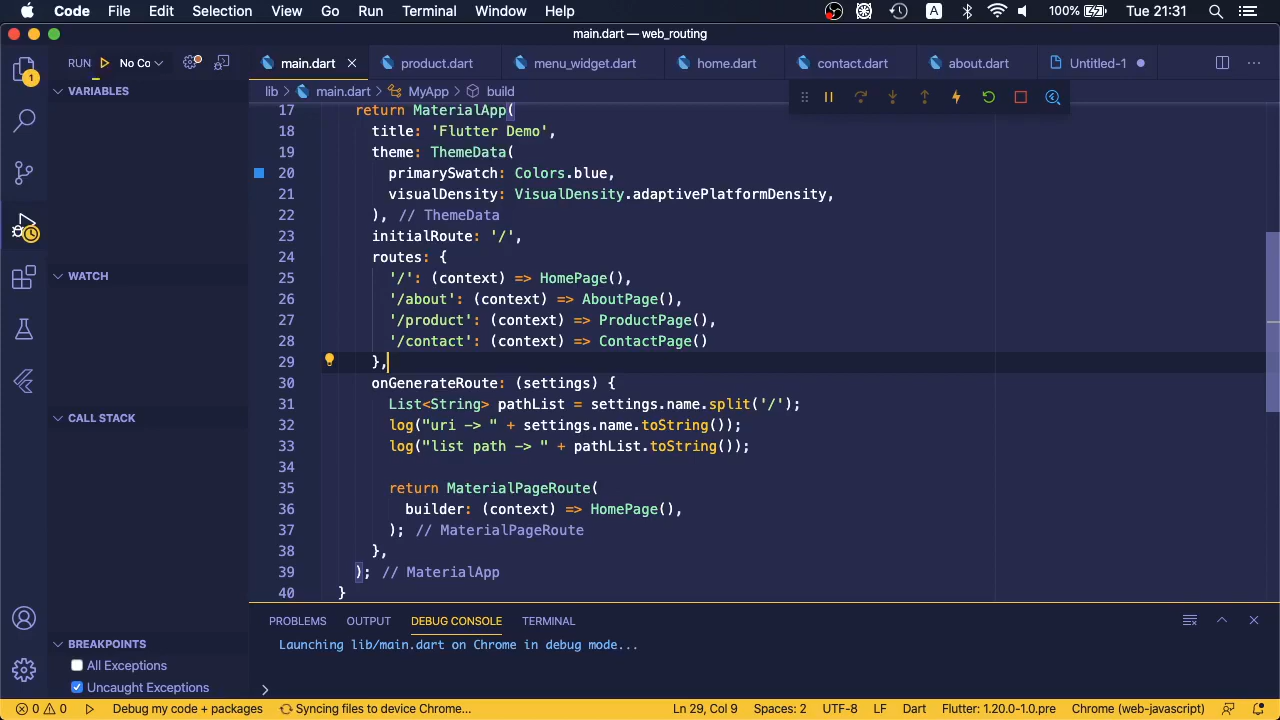 Code File Edit Selection View Go Run Terminal Window Help A 100% Tue 21:31
main.dart — web_routing
RUN No Co main.dart product.dart menu_widget.dart home.dart contact.dart about.dart Untitled-1
1
VARIABLES
lib > main.dart > MyApp > build
17 return MaterialApp(
18 title: 'Flutter Demo',
19 theme: ThemeData(
20 primarySwatch: Colors.blue,
21 visualDensity: VisualDensity.adaptivePlatformDensity,
22 ), // ThemeData
23 initialRoute: '/',
24 routes: {
25 '/': (context) => HomePage(),
26 '/about': (context) => AboutPage(),
27 '/product': (context) => ProductPage(),
28 '/contact': (context) => ContactPage()
29 },
30 onGenerateRoute: (settings) {
31 List<String> pathList = settings.name.split('/');
32 log("uri -> " + settings.name.toString());
33 log("list path -> " + pathList.toString());
34
35 return MaterialPageRoute(
36 builder: (context) => HomePage(),
37 ); // MaterialPageRoute
38 },
39 ); // MaterialApp
40 }
WATCH
CALL STACK
BREAKPOINTS
All Exceptions
Uncaught Exceptions
PROBLEMS OUTPUT DEBUG CONSOLE TERMINAL
Launching lib/main.dart on Chrome in debug mode...
>
0 0 Debug my code + packages Syncing files to device Chrome... Ln 29, Col 9 Spaces: 2 UTF-8 LF Dart Flutter: 1.20.0-1.0.pre Chrome (web-javascript)